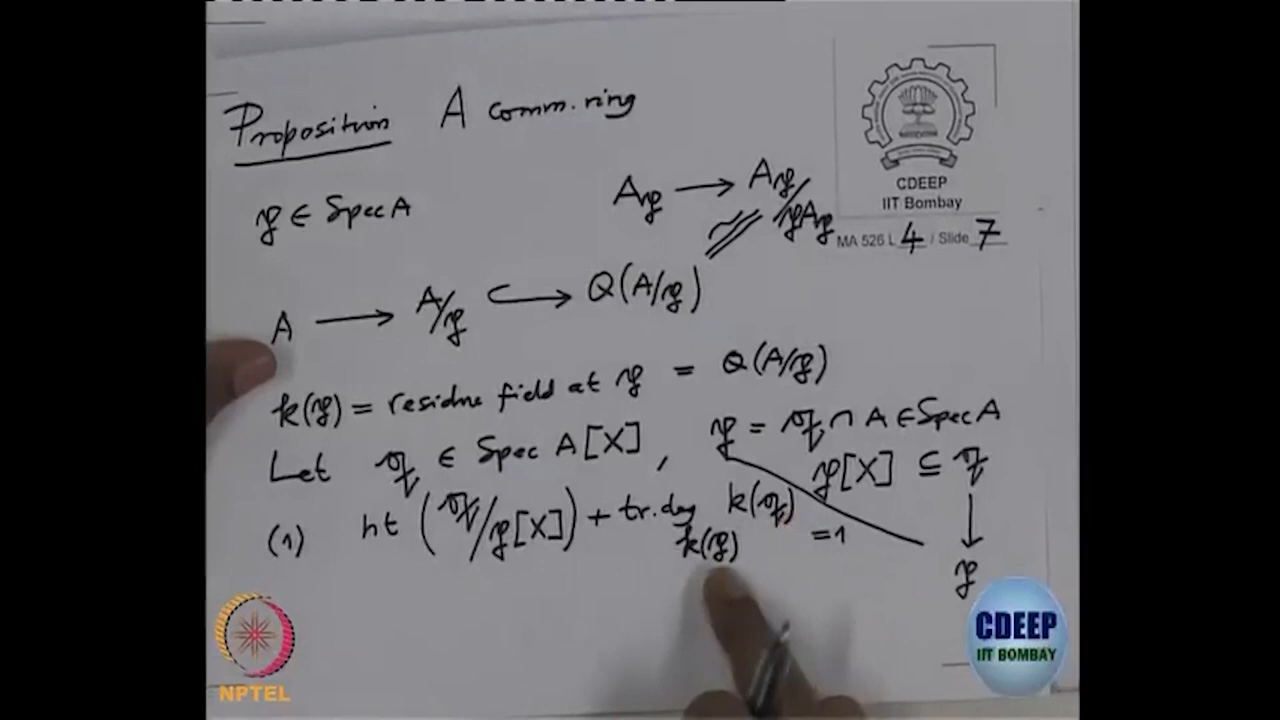 Proposition A comm. ring
𝔭 ∈ Spec A
A𝔭 → A𝔭/𝔭A𝔭
CDEEP
IIT Bombay
MA 526 L 4 / Slide 7
A → A/𝔭 ↪ Q(A/𝔭)
k(𝔭) = residue field at 𝔭 = Q(A/𝔭)
Let 𝔮 ∈ Spec A[X], 𝔭 = 𝔮 ∩ A ∈ Spec A
𝔭[X] ⊆ 𝔮
↓
𝔭
(1) ht (𝔮/𝔭[X]) + tr.deg k(𝔮) = 1
k(𝔭)
NPTEL
CDEEP
IIT BOMBAY